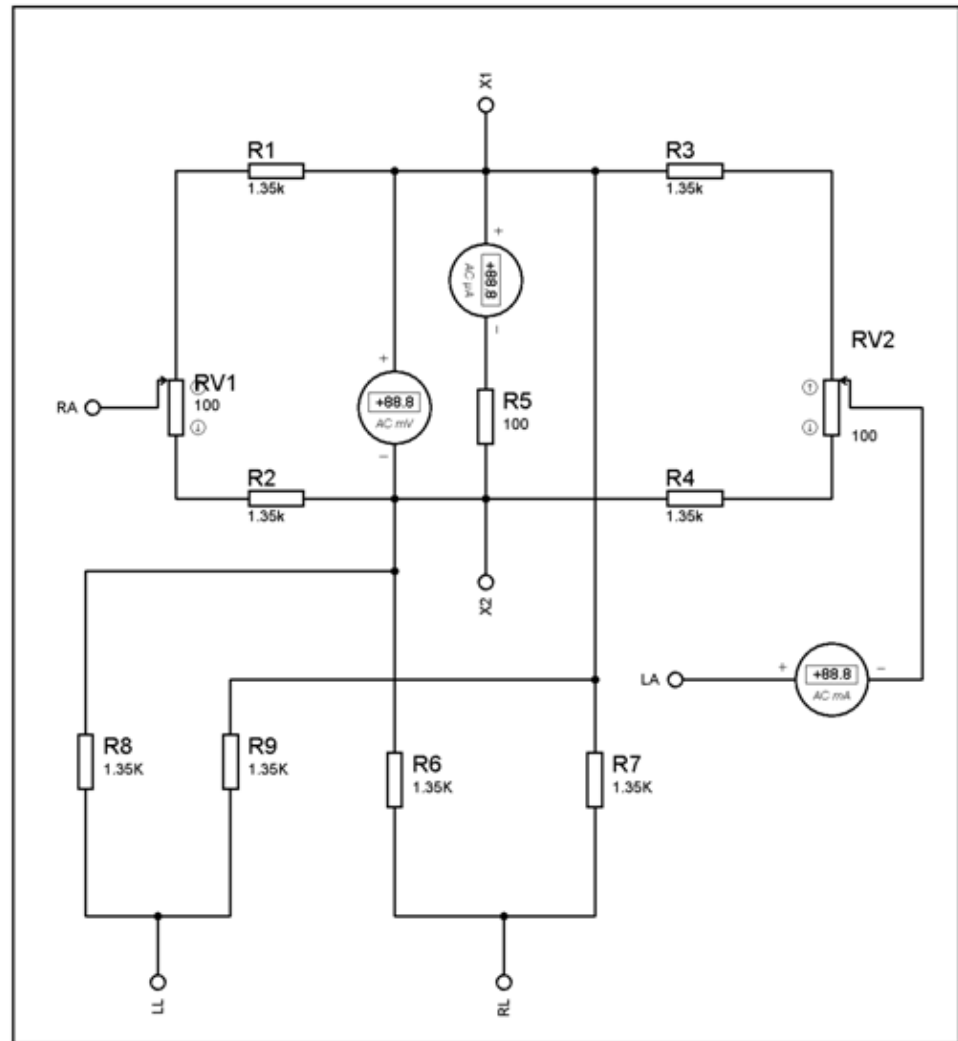 X1
R1
1.35k
R3
1.35k
+
+88.8
AC µA
−
RV2
RV1
100
RA
+
+88.8
AC mV
−
R5
100
100
R2
1.35k
R4
1.35k
X2
LA
+
+88.8
AC mA
−
R8
1.35K
R9
1.35K
R6
1.35K
R7
1.35K
LL
RL